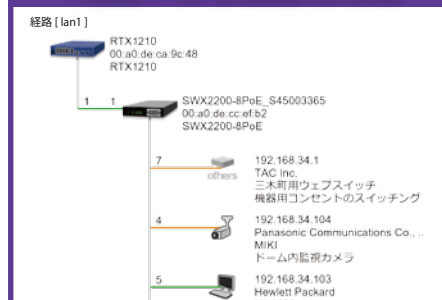 経路 [ lan1 ]
RTX1210
00:a0:de:ca:9c:48
RTX1210
1
1
SWX2200-8PoE_S45003365
00:a0:de:cc:ef:b2
SWX2200-8PoE
7
others
192.168.34.1
TAC Inc.
三木町用ウェブスイッチ
機器用コンセントのスイッチング
4
192.168.34.104
Panasonic Communications Co., ..
MIKI
ドーム内監視カメラ
5
192.168.34.103
Hewlett Packard